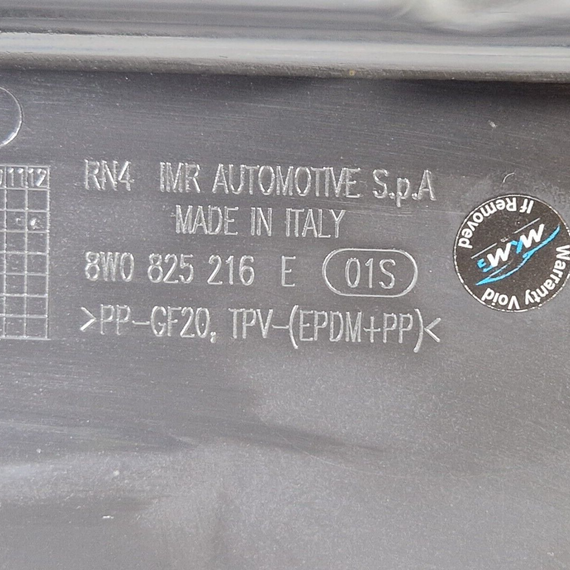 1112
RN4 IMR AUTOMOTIVE S.p.A
MADE IN ITALY
8W0 825 216 E 01S
>PP-GF20, TPV-(EPDM+PP)<
Warranty Void
If Removed